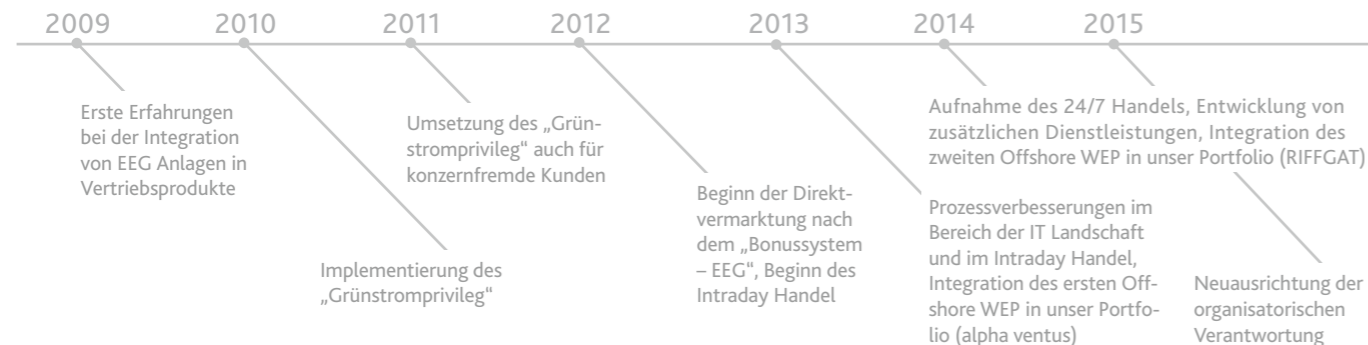 2009 2010 2011 2012 2013 2014 2015
Erste Erfahrungen
bei der Integration
von EEG Anlagen in
Vertriebsprodukte
Implementierung des
„Grünstromprivileg“
Umsetzung des „Grün-
stromprivileg“ auch für
konzernfremde Kunden
Beginn der Direkt-
vermarktung nach
dem „Bonussystem
– EEG“, Beginn des
Intraday Handel
Prozessverbesserungen im
Bereich der IT Landschaft
und im Intraday Handel,
Integration des ersten Off-
shore WEP in unser Portfo-
lio (alpha ventus)
Aufnahme des 24/7 Handels, Entwicklung von
zusätzlichen Dienstleistungen, Integration des
zweiten Offshore WEP in unser Portfolio (RIFFGAT)
Neuausrichtung der
organisatorischen
Verantwortung